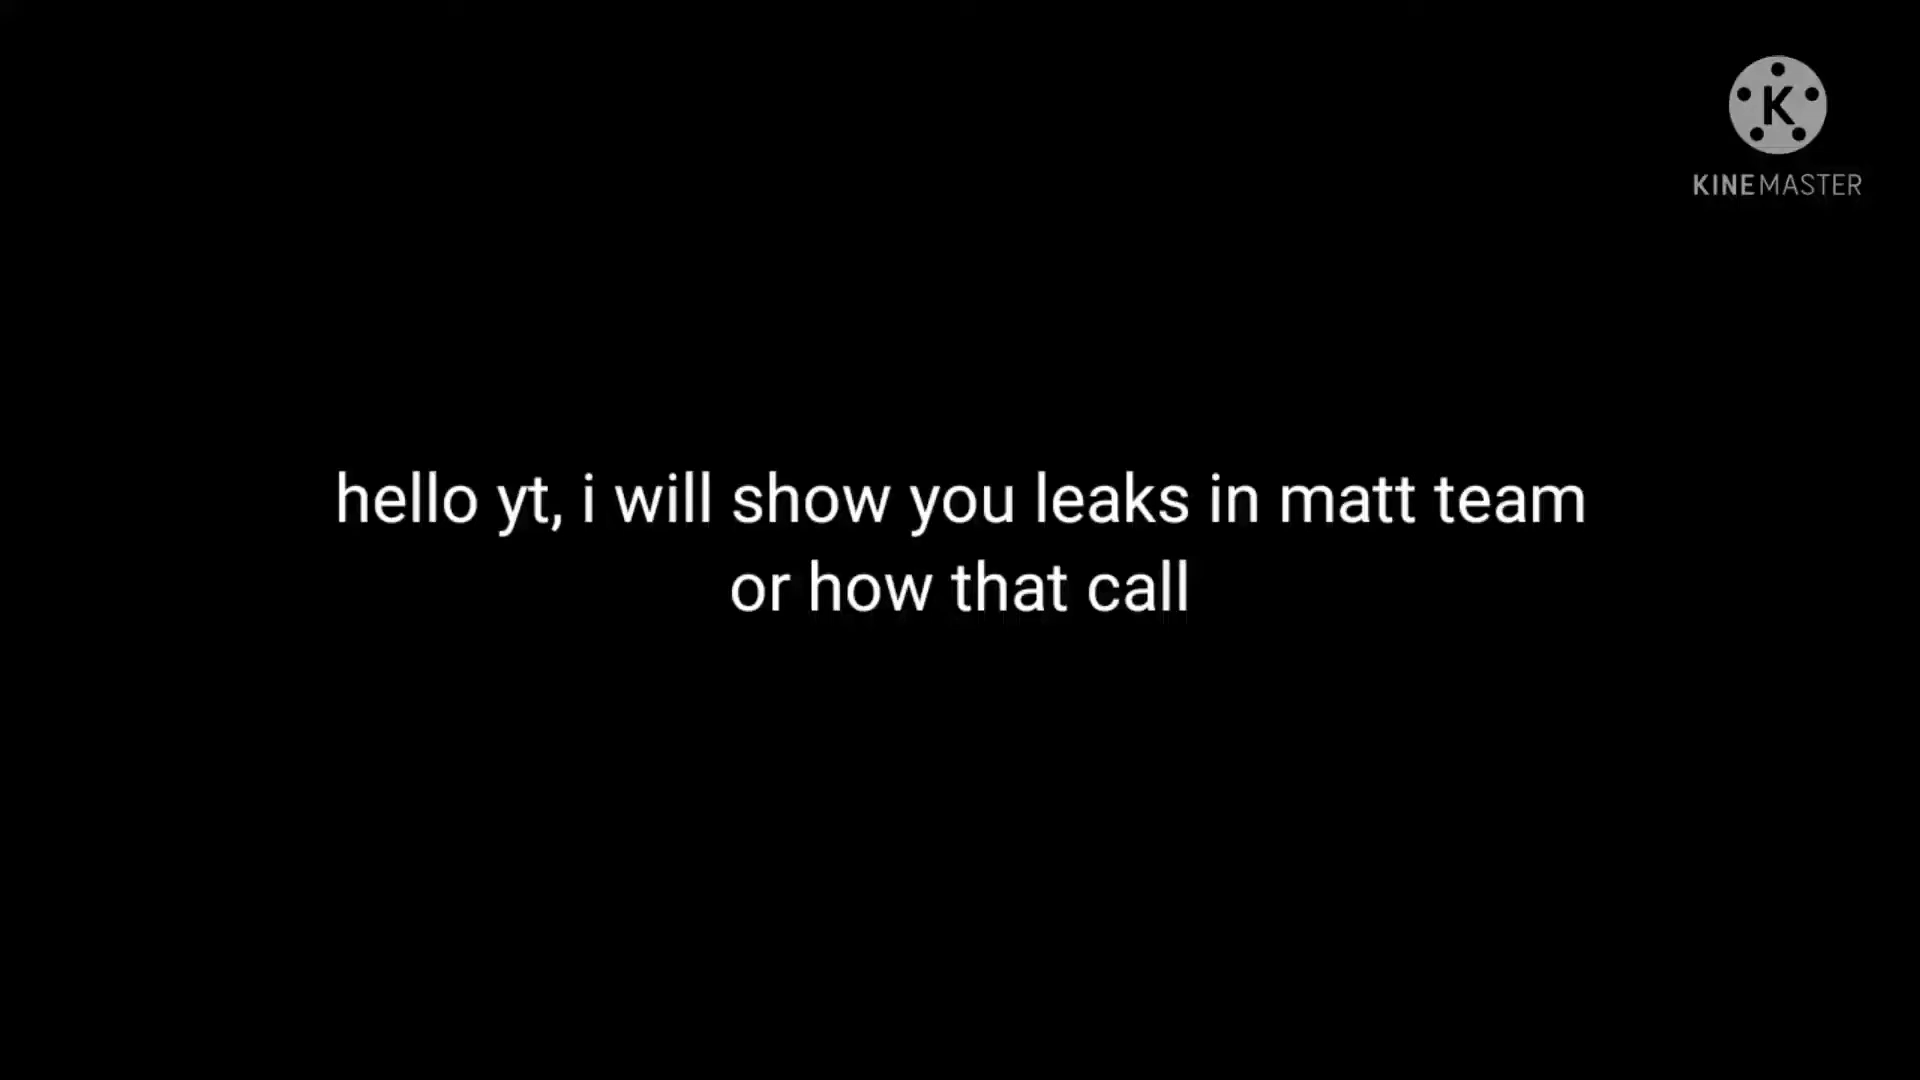 K
KINEMASTER
hello yt, i will show you leaks in matt team
or how that call